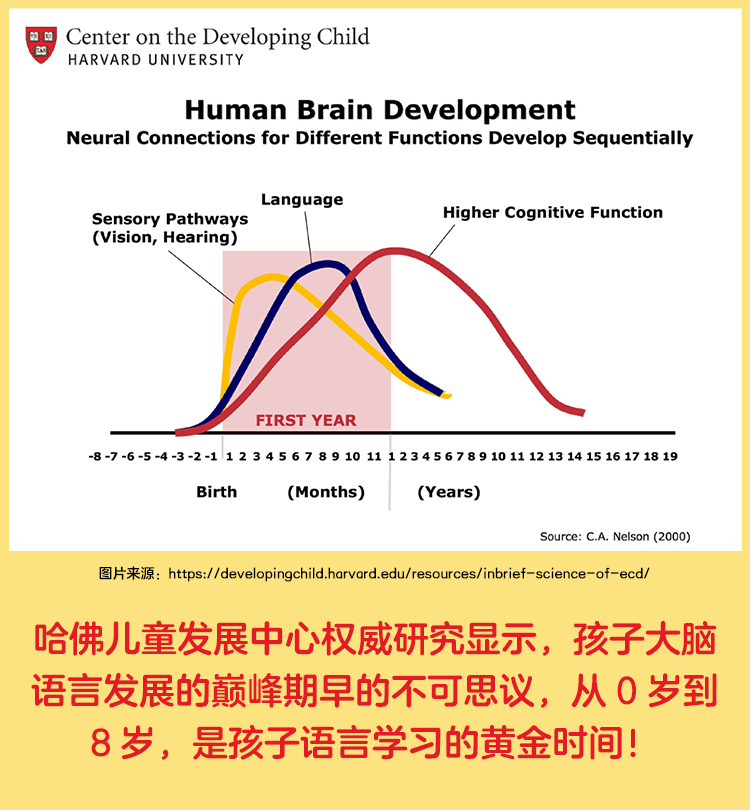 Center on the Developing Child
HARVARD UNIVERSITY
Human Brain Development
Neural Connections for Different Functions Develop Sequentially
Language
Sensory Pathways
(Vision, Hearing)
Higher Cognitive Function
FIRST YEAR
-8 -7 -6 -5 -4 -3 -2 -1 1 2 3 4 5 6 7 8 9 10 11 1 2 3 4 5 6 7 8 9 10 11 12 13 14 15 16 17 18 19
Birth (Months) (Years)
Source: C.A. Nelson (2000)
图片来源：https://developingchild.harvard.edu/resources/inbrief-science-of-ecd/
哈佛儿童发展中心权威研究显示，孩子大脑
语言发展的巅峰期早的不可思议，从 0 岁到
8 岁，是孩子语言学习的黄金时间！